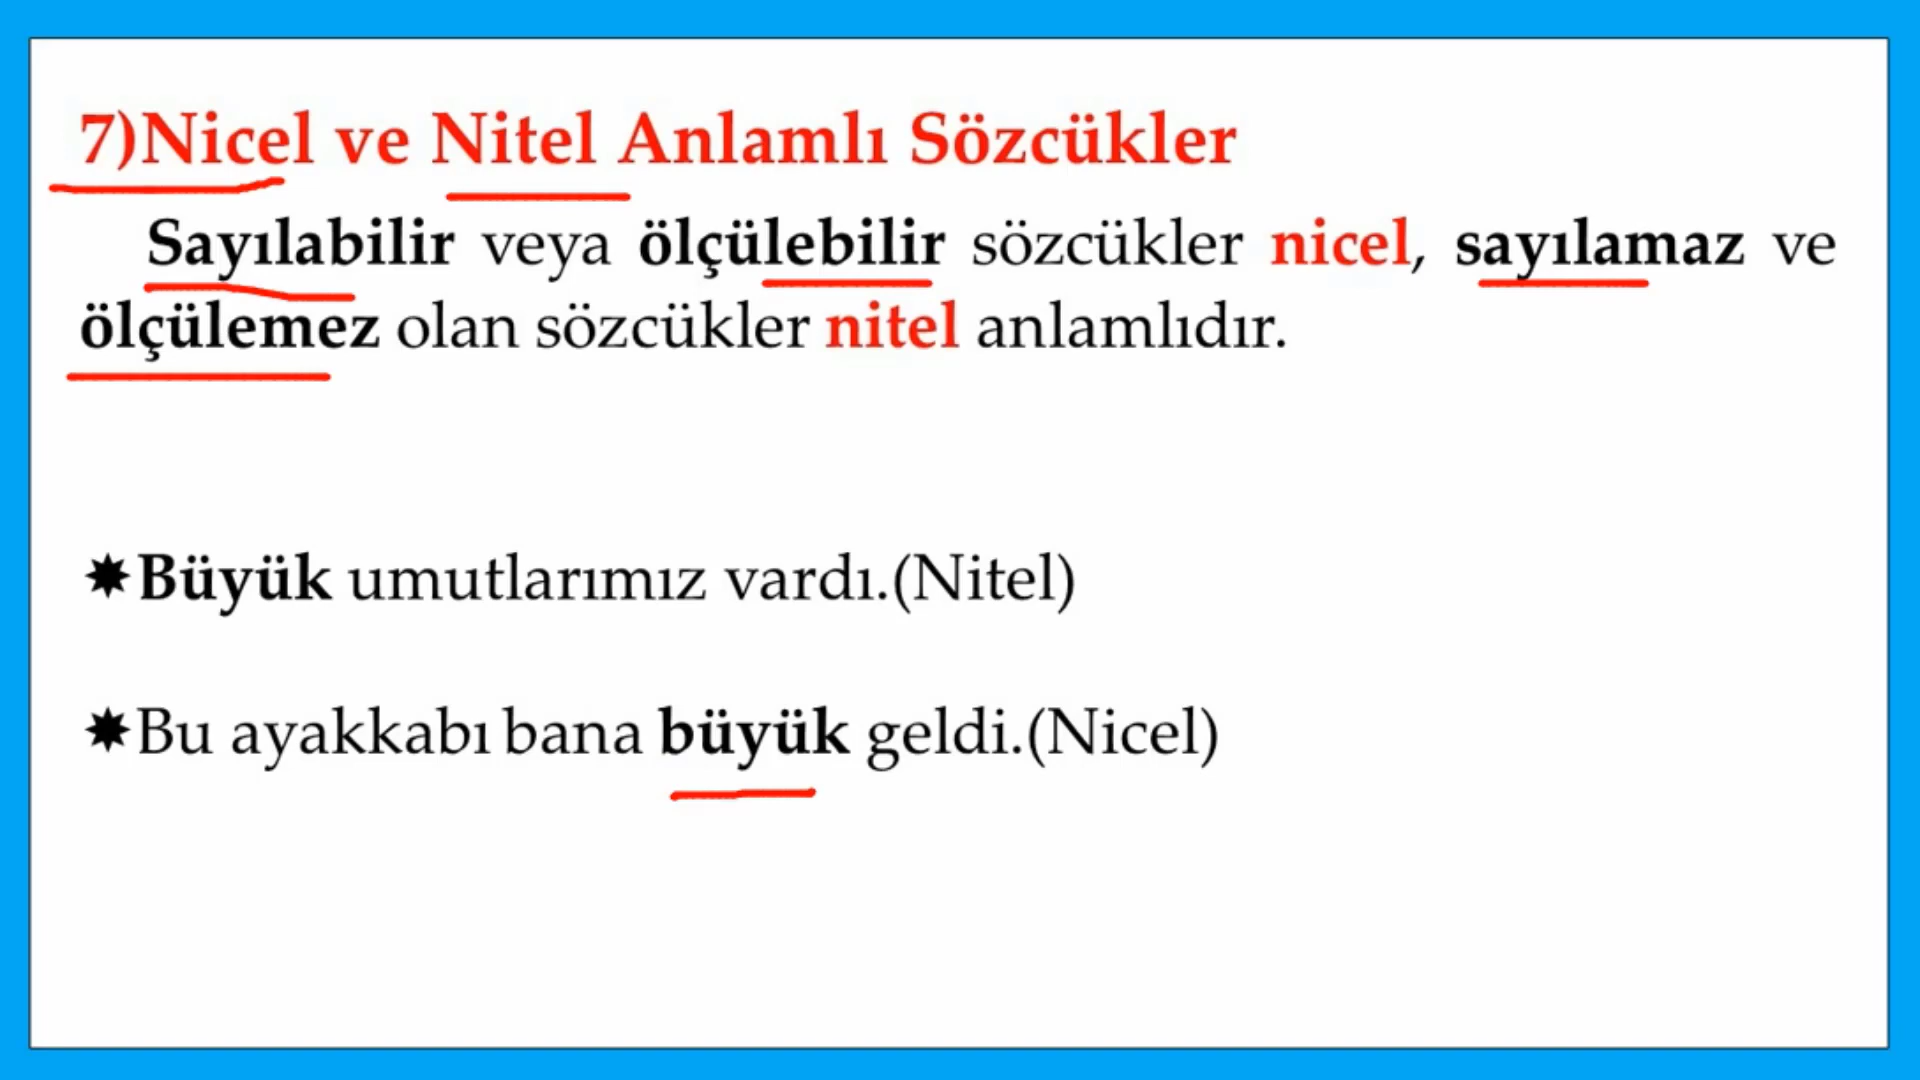 7)Nicel ve Nitel Anlamlı Sözcükler
Sayılabilir veya ölçülebilir sözcükler nicel, sayılamaz ve
ölçülemez olan sözcükler nitel anlamlıdır.
✸Büyük umutlarımız vardı.(Nitel)
✸Bu ayakkabı bana büyük geldi.(Nicel)